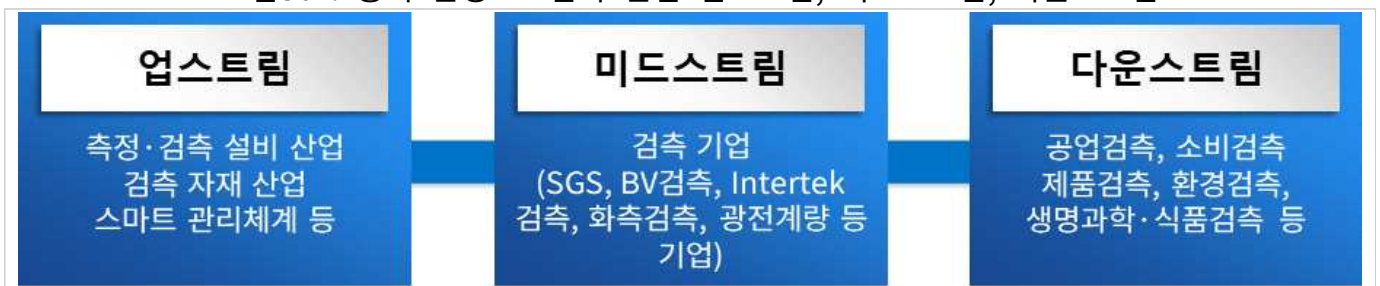 업스트림
측정·검측 설비 산업
검측 자재 산업
스마트 관리체계 등
미드스트림
검측 기업
(SGS, BV검측, Intertek
검측, 화측검측, 광전계량 등
기업)
다운스트림
공업검측, 소비검측
제품검측, 환경검측,
생명과학·식품검측 등